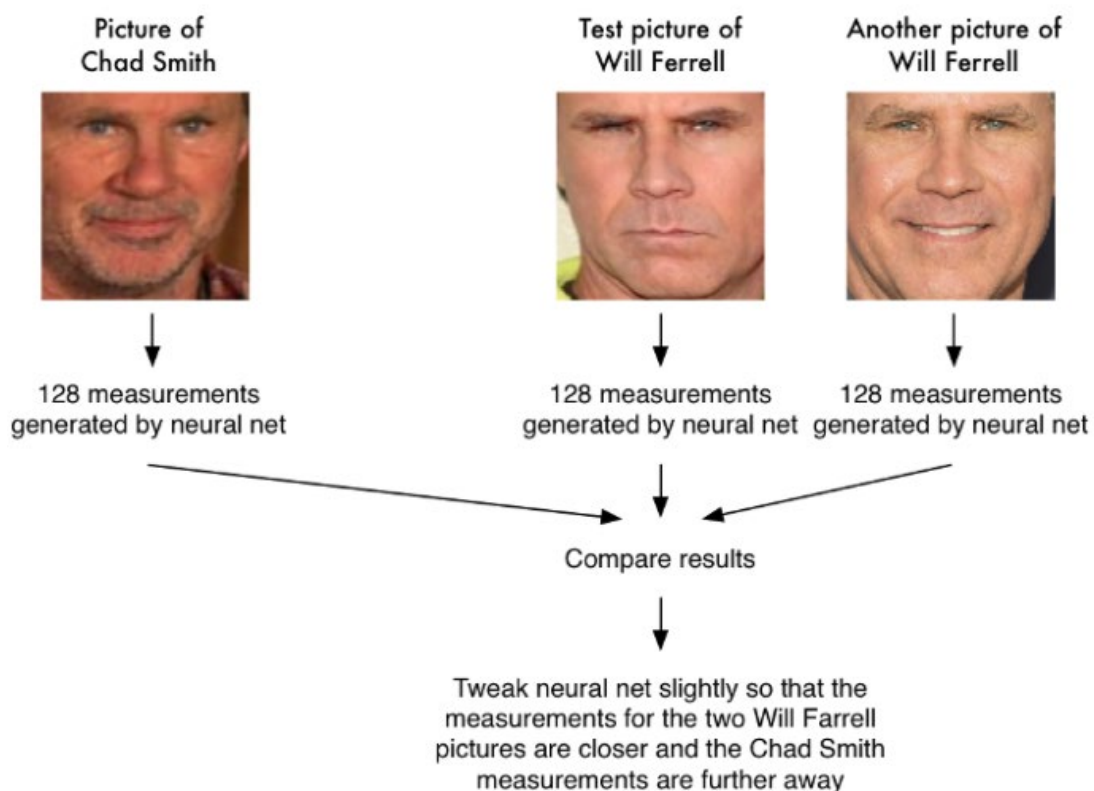 Picture of
Chad Smith
Test picture of
Will Ferrell
Another picture of
Will Ferrell
128 measurements
generated by neural net
128 measurements
generated by neural net
128 measurements
generated by neural net
Compare results
Tweak neural net slightly so that the
measurements for the two Will Farrell
pictures are closer and the Chad Smith
measurements are further away